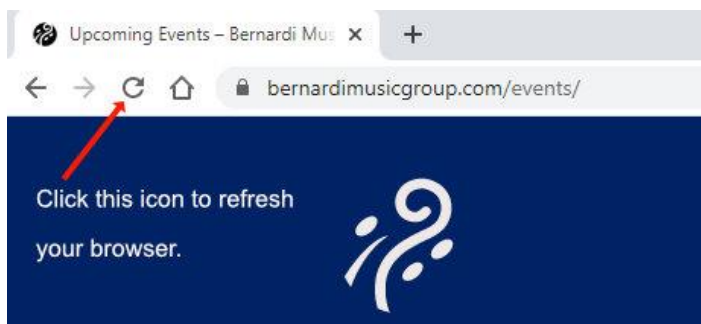 Upcoming Events – Bernardi Mus
bernardimusicgroup.com/events/
Click this icon to refresh
your browser.